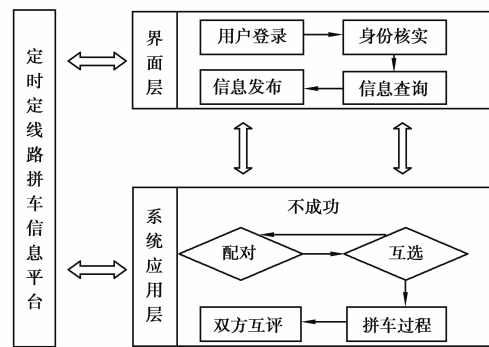 定时定线路拼车信息平台
界面层
用户登录
身份核实
信息发布
信息查询
系统应用层
不成功
配对
互选
双方互评
拼车过程